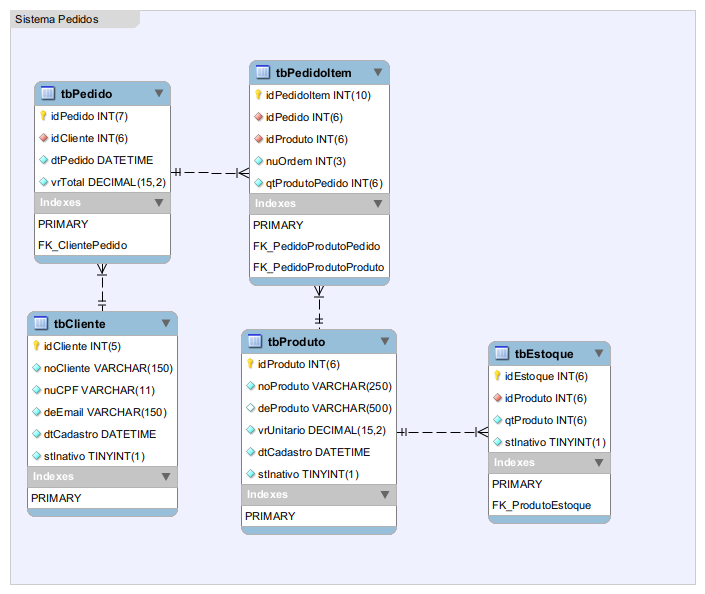 Sistema Pedidos
tbPedido
idPedido INT(7)
idCliente INT(6)
dtPedido DATETIME
vrTotal DECIMAL(15,2)
Indexes
PRIMARY
FK_ClientePedido
tbPedidoItem
idPedidoItem INT(10)
idPedido INT(6)
idProduto INT(6)
nuOrdem INT(3)
qtProdutoPedido INT(6)
Indexes
PRIMARY
FK_PedidoProdutoPedido
FK_PedidoProdutoProduto
tbCliente
idCliente INT(5)
noCliente VARCHAR(150)
nuCPF VARCHAR(11)
deEmail VARCHAR(150)
dtCadastro DATETIME
stInativo TINYINT(1)
Indexes
PRIMARY
tbProduto
idProduto INT(6)
noProduto VARCHAR(250)
deProduto VARCHAR(500)
vrUnitario DECIMAL(15,2)
dtCadastro DATETIME
stInativo TINYINT(1)
Indexes
PRIMARY
tbEstoque
idEstoque INT(6)
idProduto INT(6)
qtProduto INT(6)
stInativo TINYINT(1)
Indexes
PRIMARY
FK_ProdutoEstoque